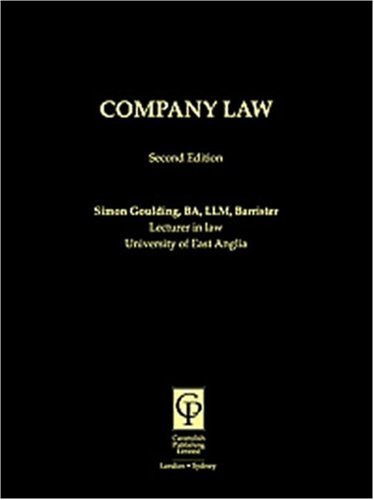 COMPANY LAW
Second Edition
Simon Goulding, BA, LLM, Barrister
Lecturer in law
University of East Anglia
CP
Cavendish
Publishing
Limited
London • Sydney